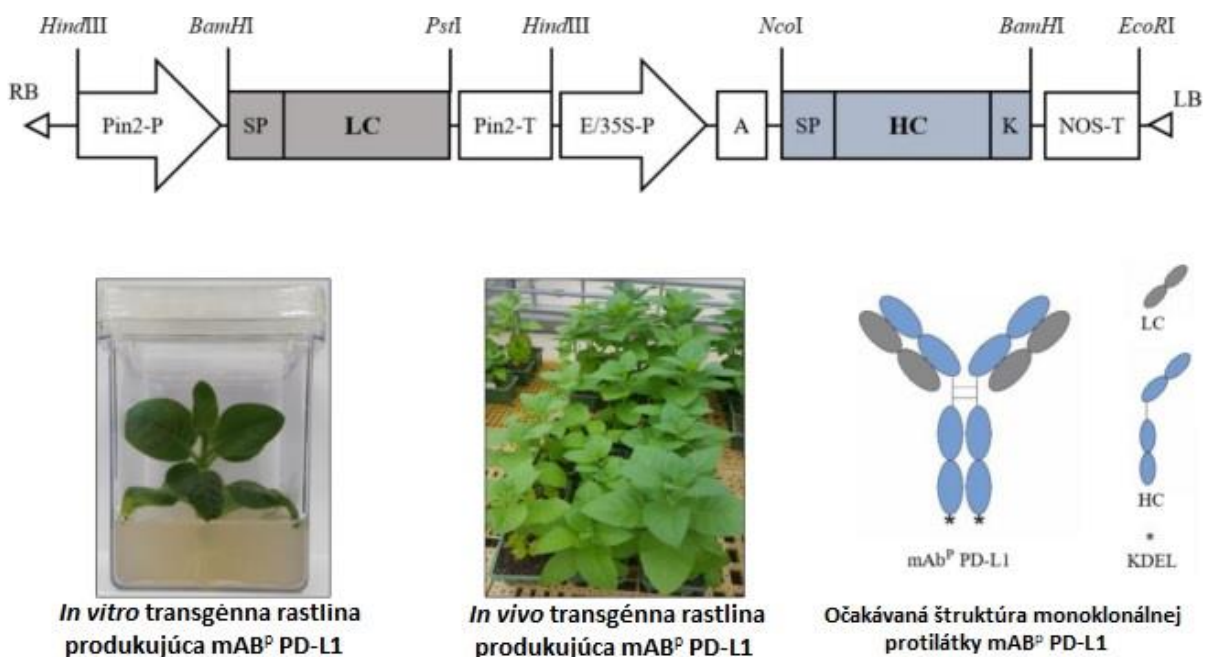 HindIII BamHI PstI HindIII NcoI BamHI EcoRI
RB Pin2-P SP LC Pin2-T E/35S-P A SP HC K NOS-T LB
LC
HC
*
KDEL
* *
mAbᴾ PD-L1
In vitro transgénna rastlina
produkujúca mABᵖ PD-L1
In vivo transgénna rastlina
produkujúca mABᵖ PD-L1
Očakávaná štruktúra monoklonálnej
protilátky mABᵖ PD-L1